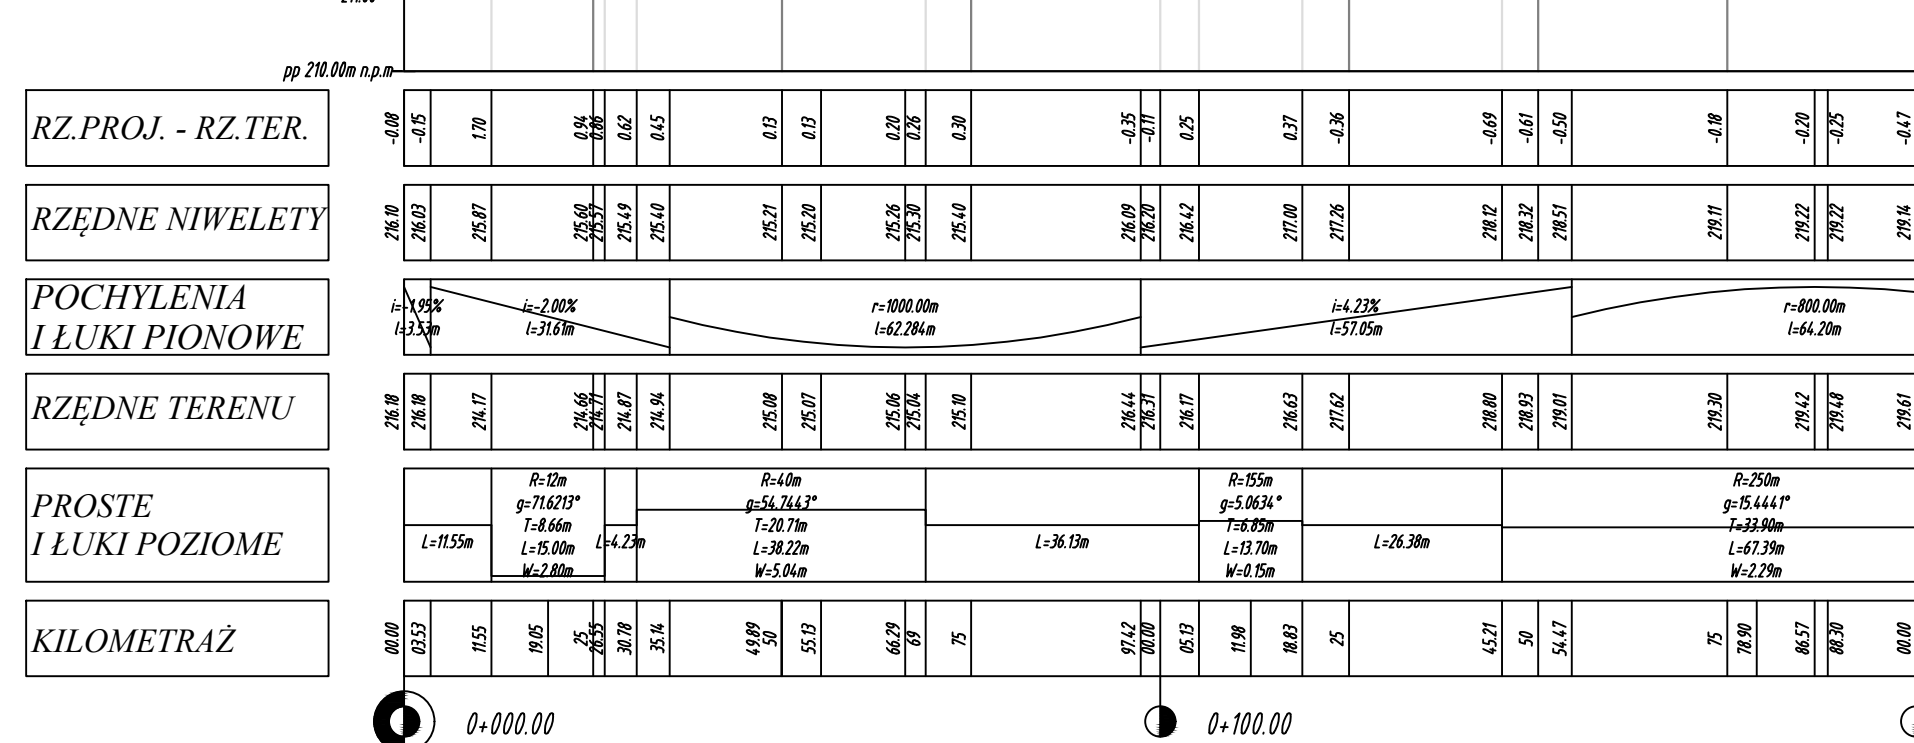 pp 210.00m n.p.m
RZ.PROJ. - RZ.TER.
-0.08 -0.15 1.70 0.94 0.86 0.62 0.45 0.13 0.13 0.20 0.26 0.30 -0.35 -0.11 0.25 0.37 -0.36 -0.69 -0.61 -0.50 -0.18 -0.20 -0.25 -0.47
RZĘDNE NIWELETY
216.10 216.03 215.87 215.60 215.57 215.49 215.40 215.21 215.20 215.26 215.30 215.40 216.09 216.20 216.42 217.00 217.26 218.12 218.32 218.51 219.11 219.22 219.22 219.14
POCHYLENIA
I ŁUKI PIONOWE
i=-1.95%
l=3.53m
i=-2.00%
l=31.61m
r=1000.00m
l=62.284m
i=4.23%
l=57.05m
r=800.00m
l=64.20m
RZĘDNE TERENU
216.18 216.18 214.17 214.66 214.71 214.87 214.94 215.08 215.07 215.06 215.04 215.10 216.44 216.31 216.17 216.63 217.62 218.80 218.93 219.01 219.30 219.42 219.48 219.61
PROSTE
I ŁUKI POZIOME
L=11.55m
R=12m
g=71.6213°
T=8.66m
L=15.00m
W=2.80m
L=4.23m
R=40m
g=54.7443°
T=20.71m
L=38.22m
W=5.04m
L=36.13m
R=155m
g=5.0634°
T=6.85m
L=13.70m
W=0.15m
L=26.38m
R=250m
g=15.4441°
T=33.90m
L=67.39m
W=2.29m
KILOMETRAŻ
00.00 03.53 11.55 19.05 25 26.55 30.78 35.14 49.89 50 55.13 66.29 69 75 97.42 00.00 05.13 11.98 18.83 25 45.21 50 54.47 75 78.90 86.57 88.30 00.00
0+000.00
0+100.00